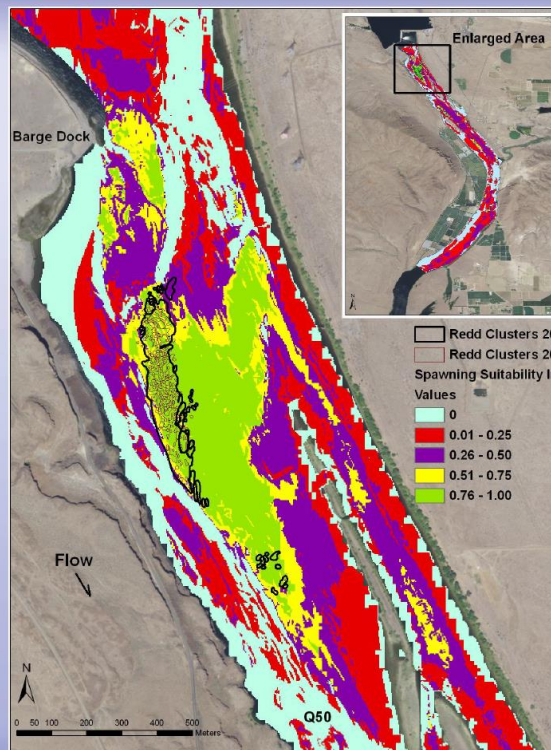 Enlarged Area
Barge Dock
N
Redd Clusters
Redd Clusters
Spawning Suitability
Values
0
0.01 - 0.25
0.26 - 0.50
0.51 - 0.75
0.76 - 1.00
Flow
N
Q50
0 50 100 200 300 400 500
Meters